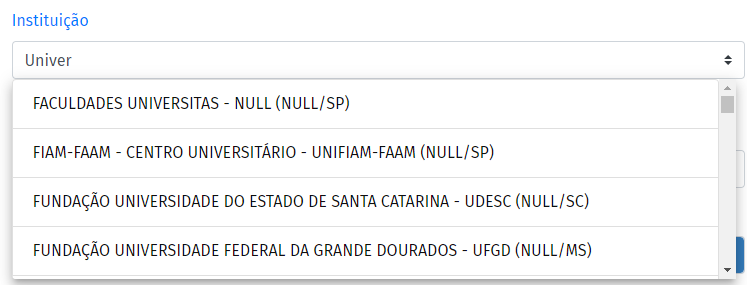 Instituição
Univer
FACULDADES UNIVERSITAS - NULL (NULL/SP)
FIAM-FAAM - CENTRO UNIVERSITÁRIO - UNIFIAM-FAAM (NULL/SP)
FUNDAÇÃO UNIVERSIDADE DO ESTADO DE SANTA CATARINA - UDESC (NULL/SC)
FUNDAÇÃO UNIVERSIDADE FEDERAL DA GRANDE DOURADOS - UFGD (NULL/MS)